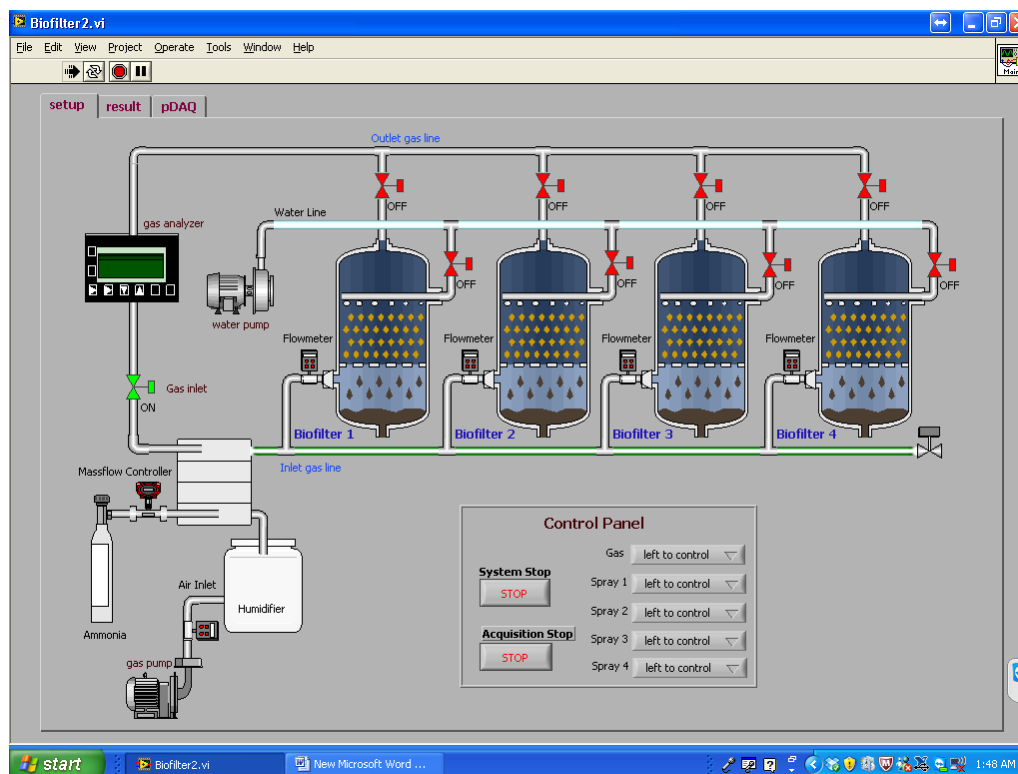 Biofilter2.vi
File Edit View Project Operate Tools Window Help
Main
setup result pDAQ
Outlet gas line
OFF OFF OFF OFF
gas analyzer
Water Line
OFF OFF OFF OFF
water pump
Flowmeter Flowmeter Flowmeter Flowmeter
Gas inlet
ON
Biofilter 1 Biofilter 2 Biofilter 3 Biofilter 4
Inlet gas line
Massflow Controller
Control Panel
Gas left to control
System Stop
STOP
Spray 1 left to control
Air Inlet
Humidifier
Spray 2 left to control
Ammonia
Acquisition Stop
STOP
Spray 3 left to control
gas pump
Spray 4 left to control
start Biofilter2.vi New Microsoft Word ... 1:48 AM